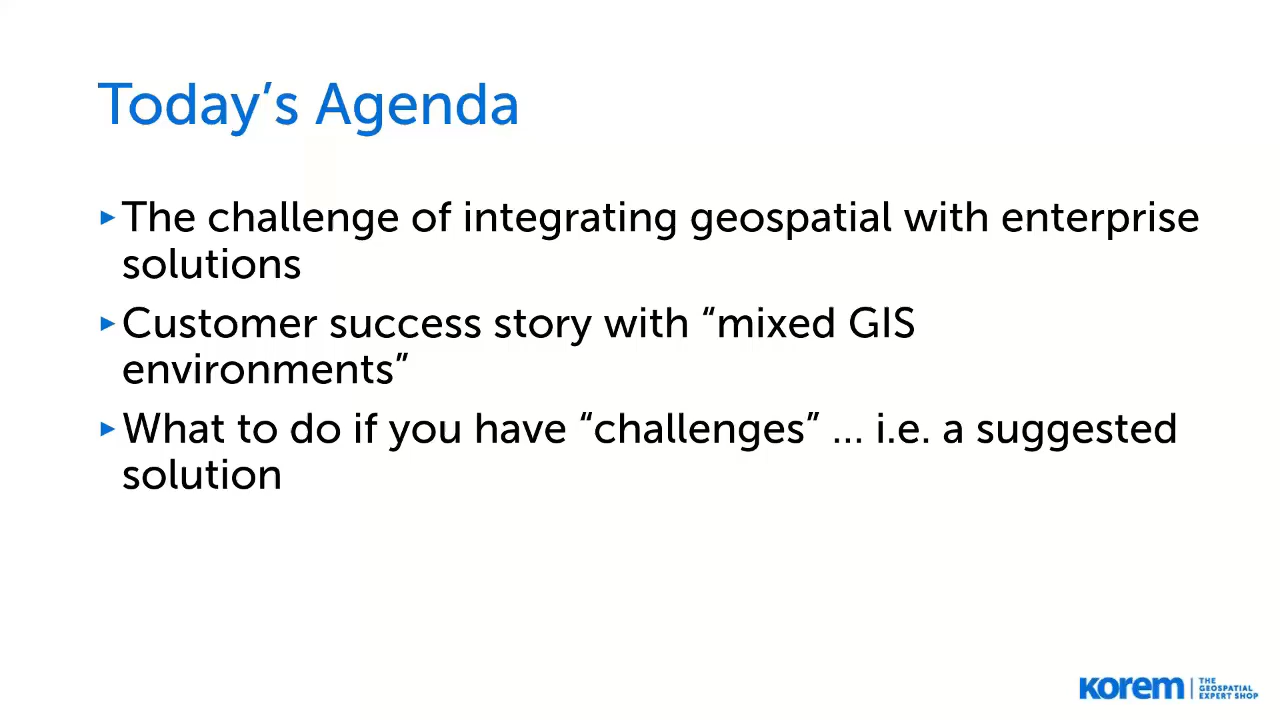 Today’s Agenda
▸The challenge of integrating geospatial with enterprise
solutions
▸Customer success story with “mixed GIS
environments”
▸What to do if you have “challenges” … i.e. a suggested
solution
korem
THE
GEOSPATIAL
EXPERT SHOP